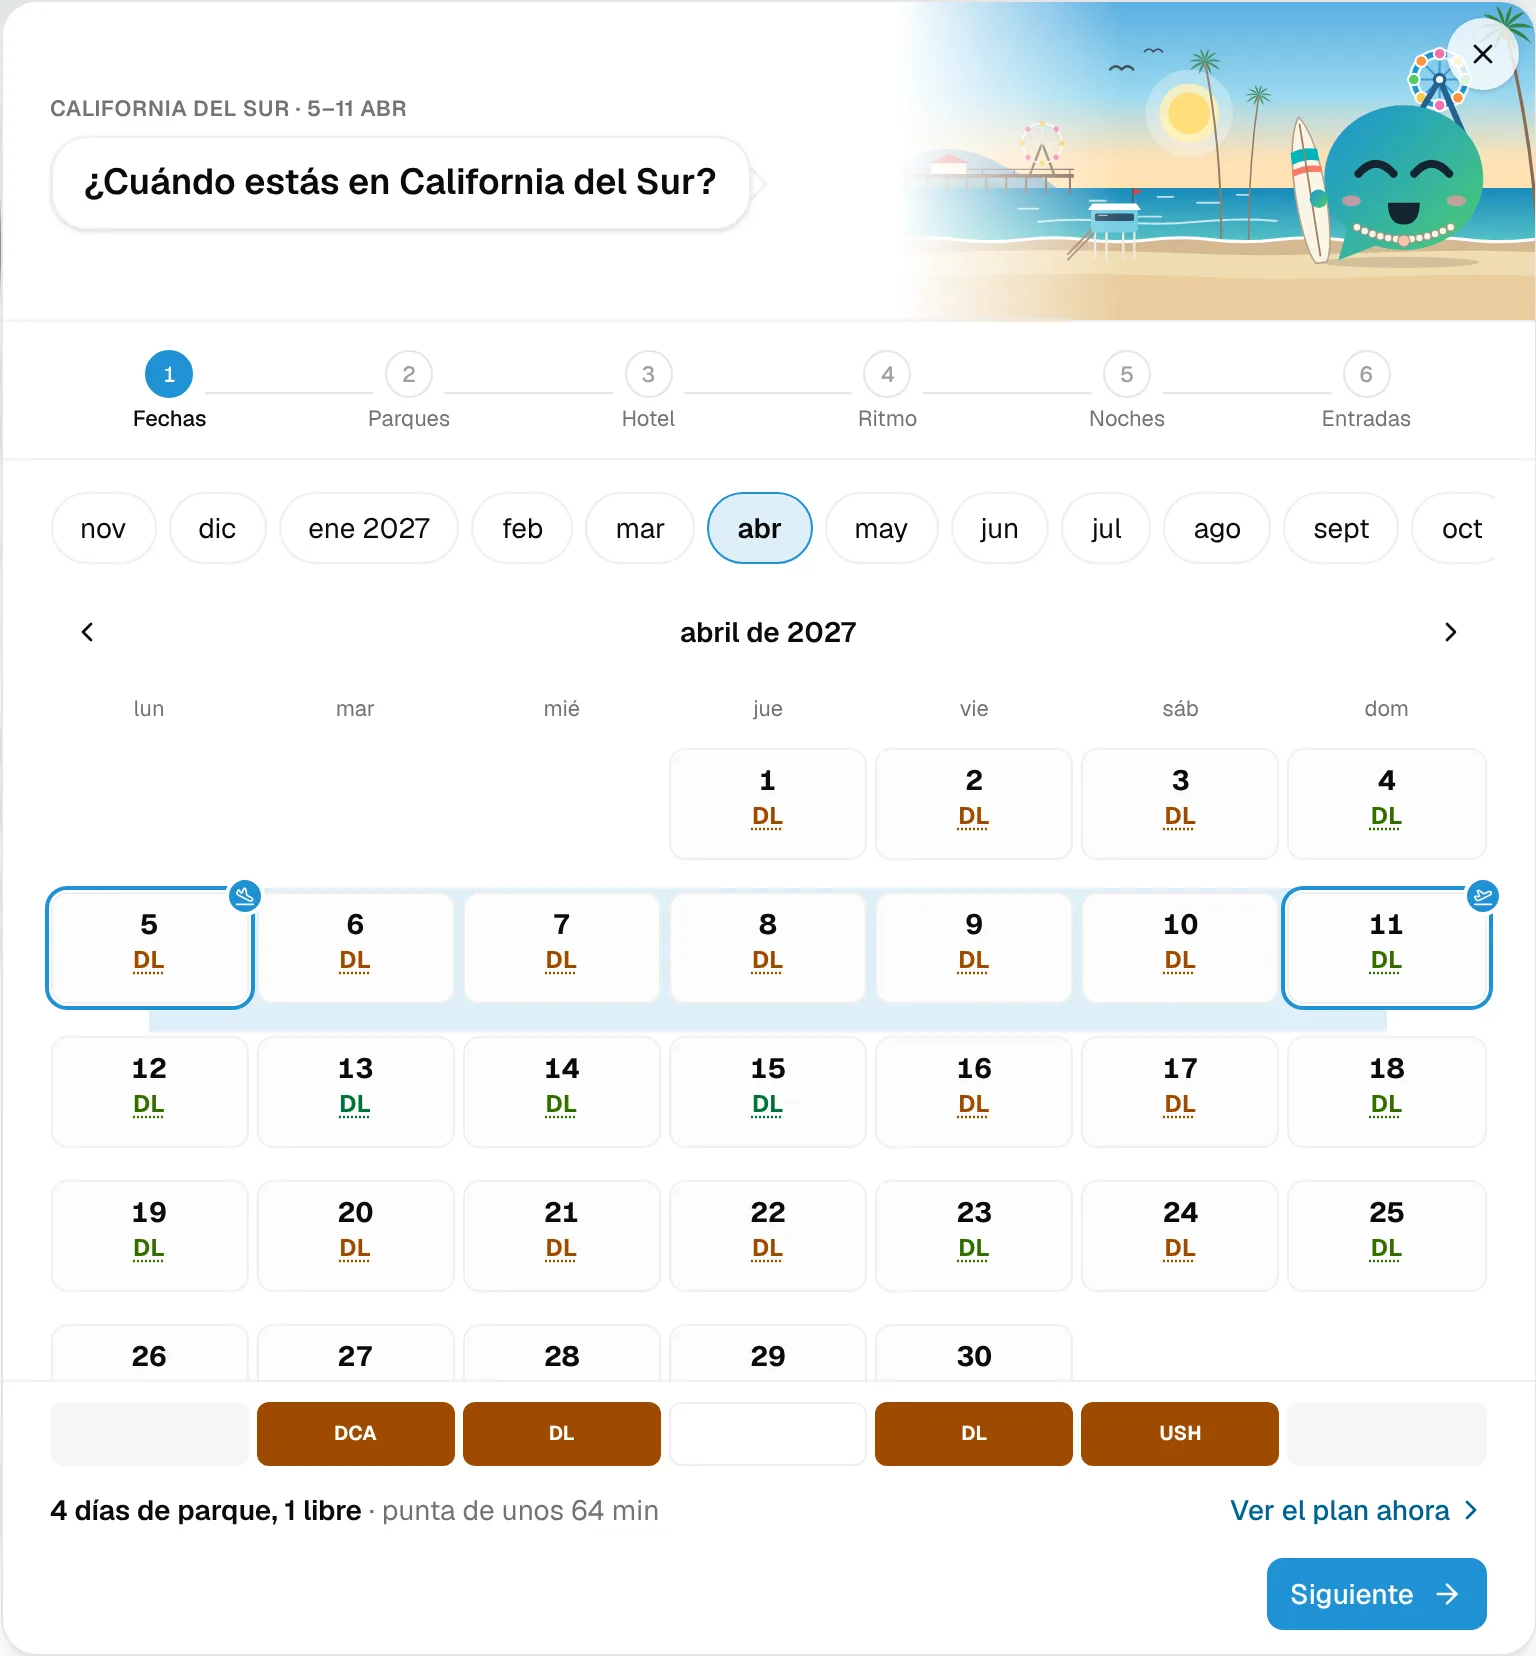 CALIFORNIA DEL SUR · 5–11 ABR
¿Cuándo estás en California del Sur?
1 2 3 4 5 6
Fechas Parques Hotel Ritmo Noches Entradas
nov dic ene 2027 feb mar abr may jun jul ago sept oct
abril de 2027
lun mar mié jue vie sáb dom
1 2 3 4
DL DL DL DL
5 6 7 8 9 10 11
DL DL DL DL DL DL DL
12 13 14 15 16 17 18
DL DL DL DL DL DL DL
19 20 21 22 23 24 25
DL DL DL DL DL DL DL
26 27 28 29 30
DCA DL DL USH
4 días de parque, 1 libre · punta de unos 64 min
Ver el plan ahora
Siguiente